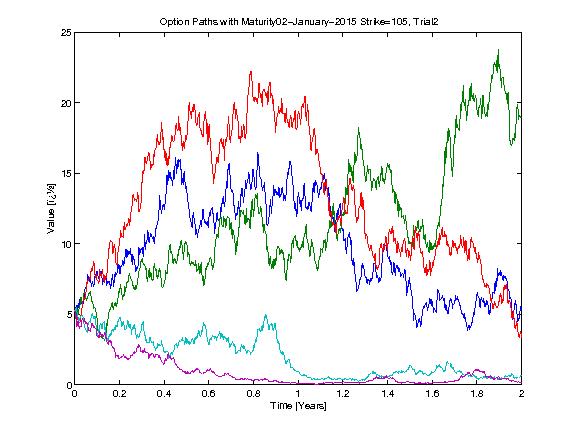 Option Paths with Maturity02-January-2015 Strike=105, Trial2
25
20
15
10
5
0
Value [ï¿½]
0 0.2 0.4 0.6 0.8 1 1.2 1.4 1.6 1.8 2
Time [Years]